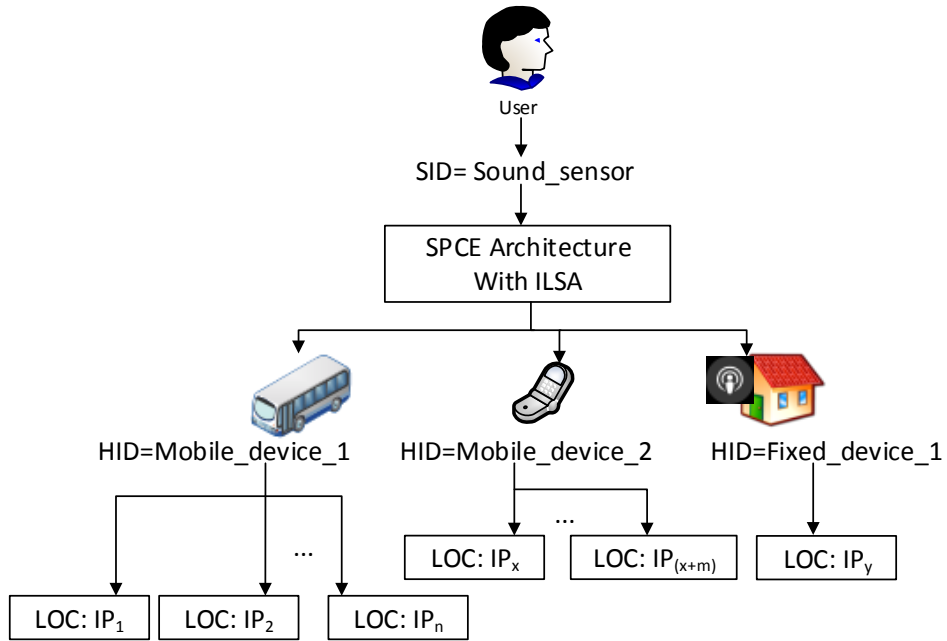 User
SID= Sound_sensor
SPCE Architecture
With ILSA
HID=Mobile_device_1
HID=Mobile_device_2
HID=Fixed_device_1
...
...
LOC: IPₓ
LOC: IP₍ₓ₊ₘ₎
LOC: IPᵧ
LOC: IP₁
LOC: IP₂
LOC: IPₙ